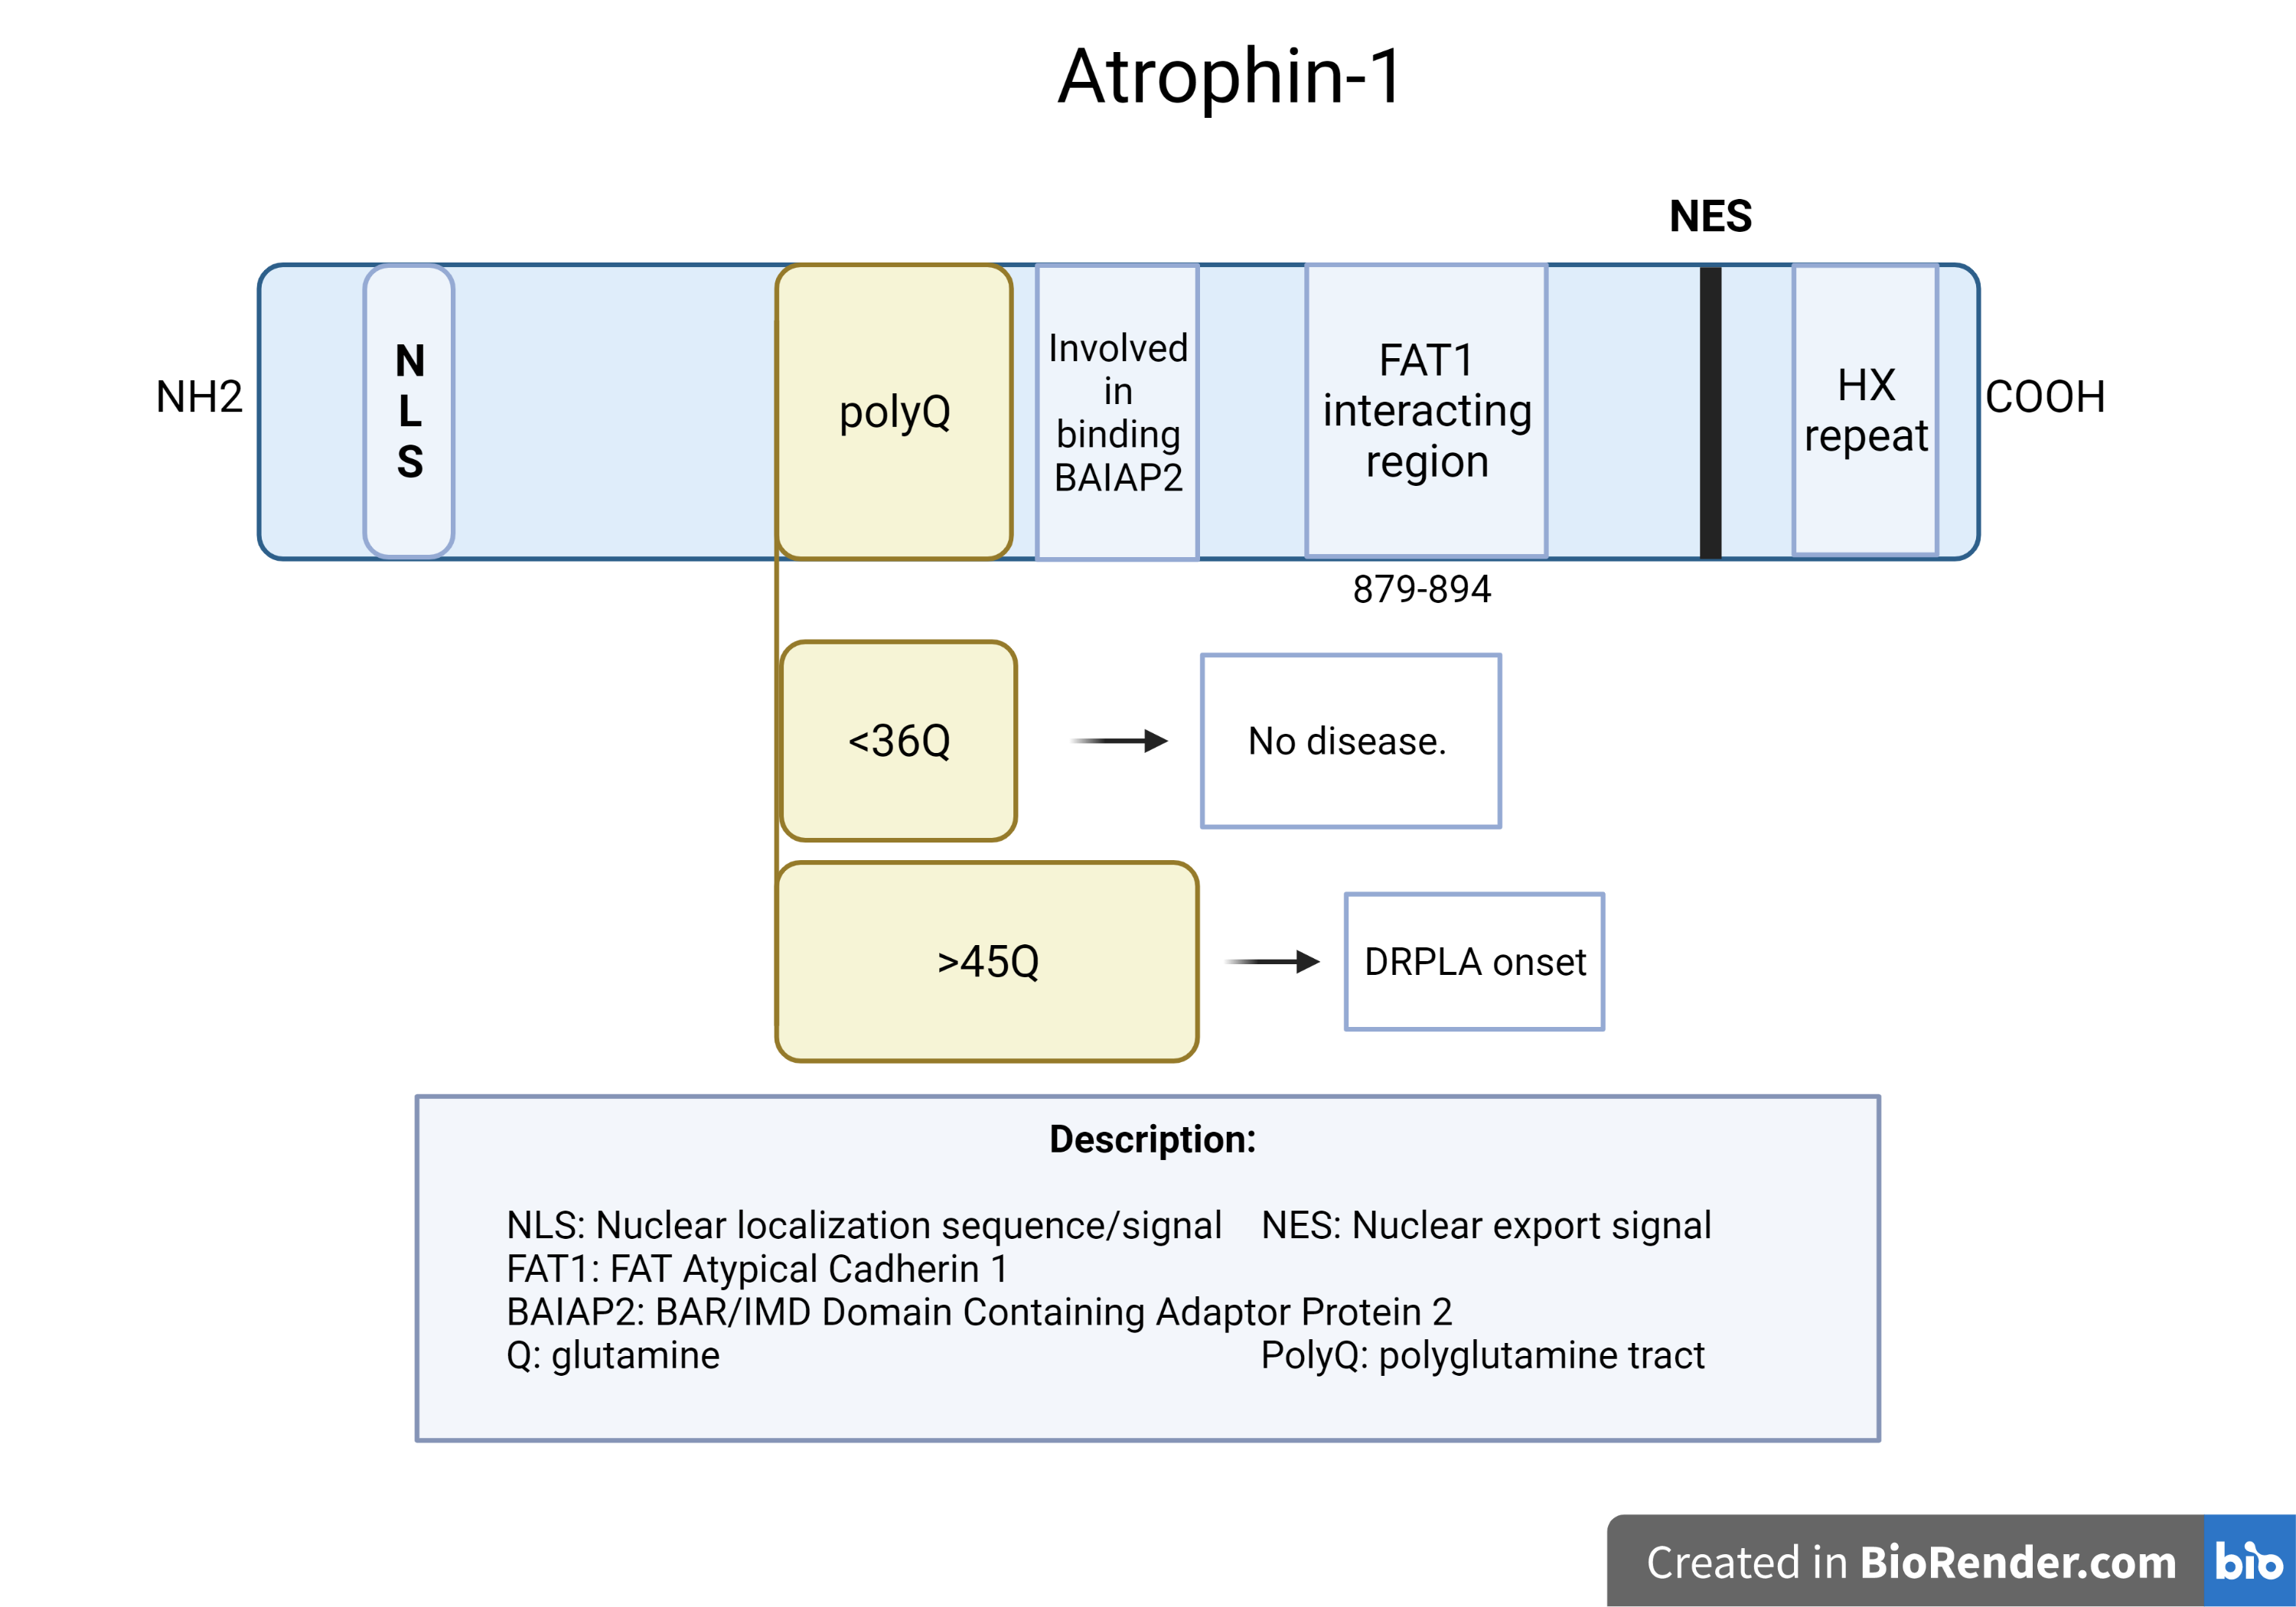 Atrophin-1
NES
NH2
N
L
S
polyQ
Involved
in
binding
BAIAP2
FAT1
interacting
region
HX
repeat
COOH
879-894
<36Q
No disease.
>45Q
DRPLA onset
Description:
NLS: Nuclear localization sequence/signal NES: Nuclear export signal
FAT1: FAT Atypical Cadherin 1
BAIAP2: BAR/IMD Domain Containing Adaptor Protein 2
Q: glutamine PolyQ: polyglutamine tract
Created in BioRender.com bio